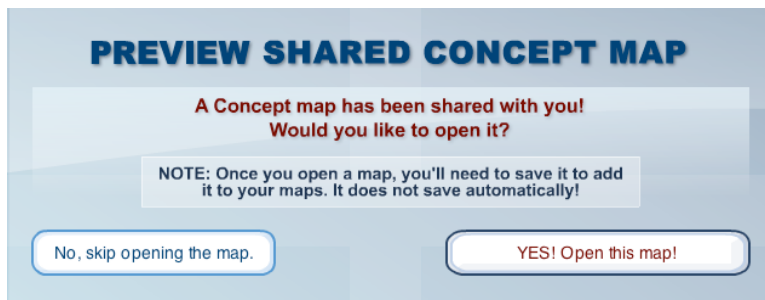 PREVIEW SHARED CONCEPT MAP
A Concept map has been shared with you!
Would you like to open it?
NOTE: Once you open a map, you'll need to save it to add
it to your maps. It does not save automatically!
No, skip opening the map.
YES! Open this map!